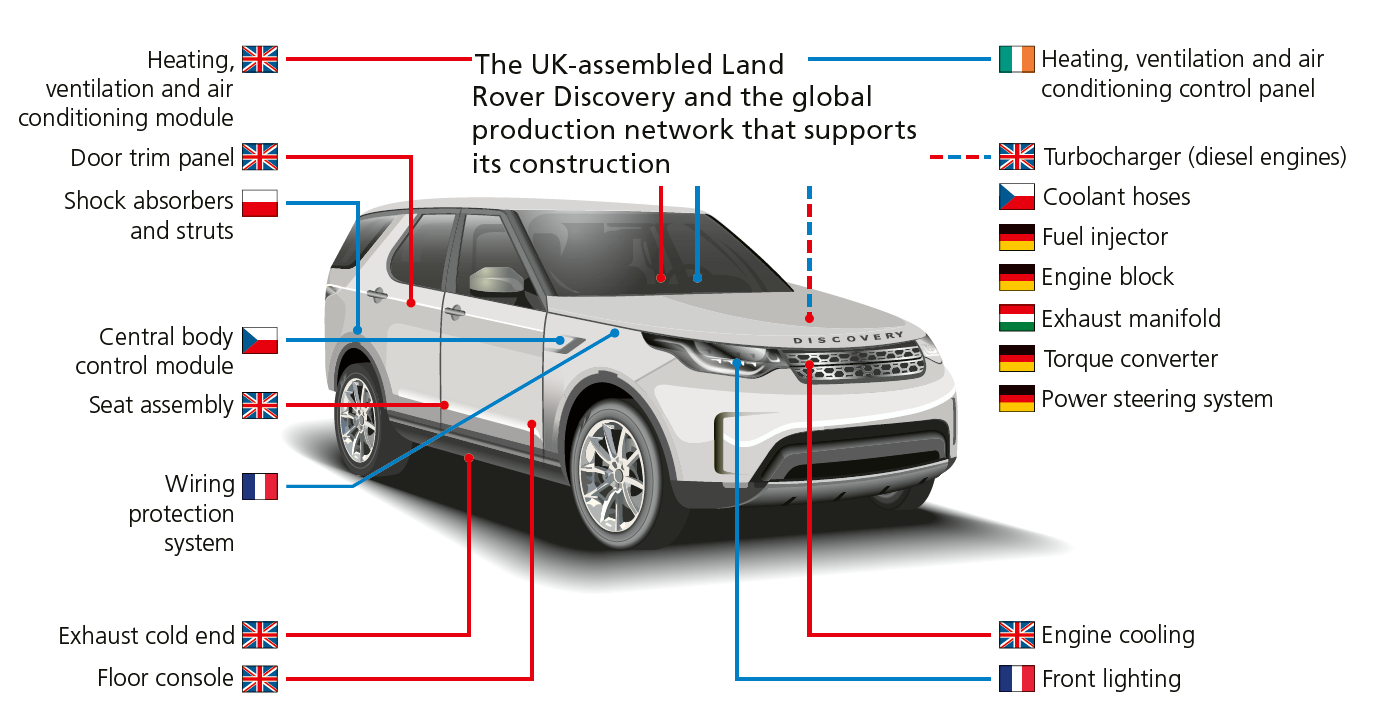 The UK-assembled Land
Rover Discovery and the global
production network that supports
its construction
Heating,
ventilation and air
conditioning module
Door trim panel
Shock absorbers
and struts
Central body
control module
Seat assembly
Wiring
protection
system
Exhaust cold end
Floor console
Heating, ventilation and air
conditioning control panel
Turbocharger (diesel engines)
Coolant hoses
Fuel injector
Engine block
Exhaust manifold
Torque converter
Power steering system
DISCOVERY
Engine cooling
Front lighting